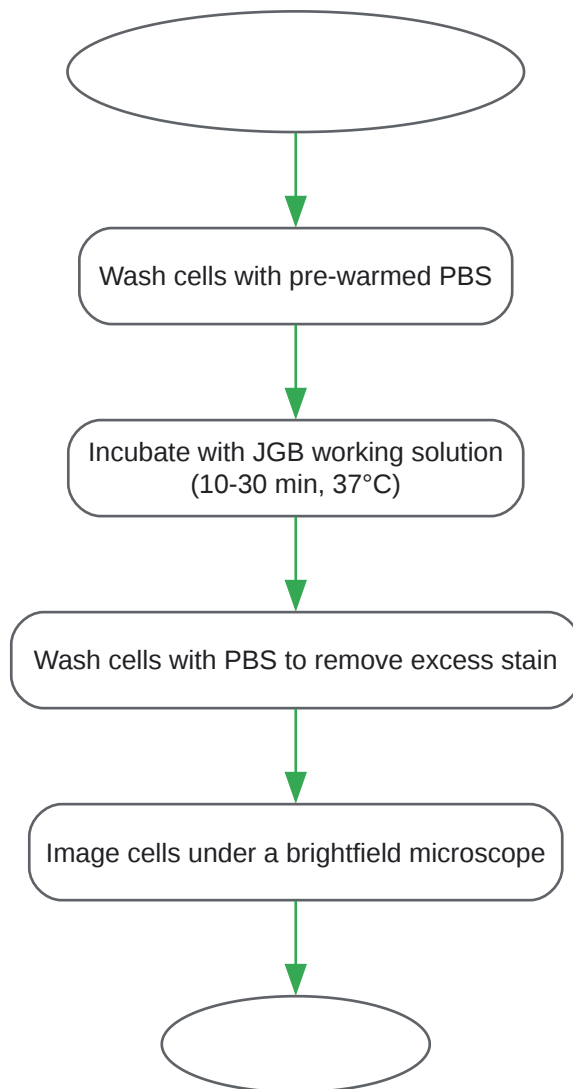 Wash cells with pre-warmed PBS
Incubate with JGB working solution
(10-30 min, 37°C)
Wash cells with PBS to remove excess stain
Image cells under a brightfield microscope